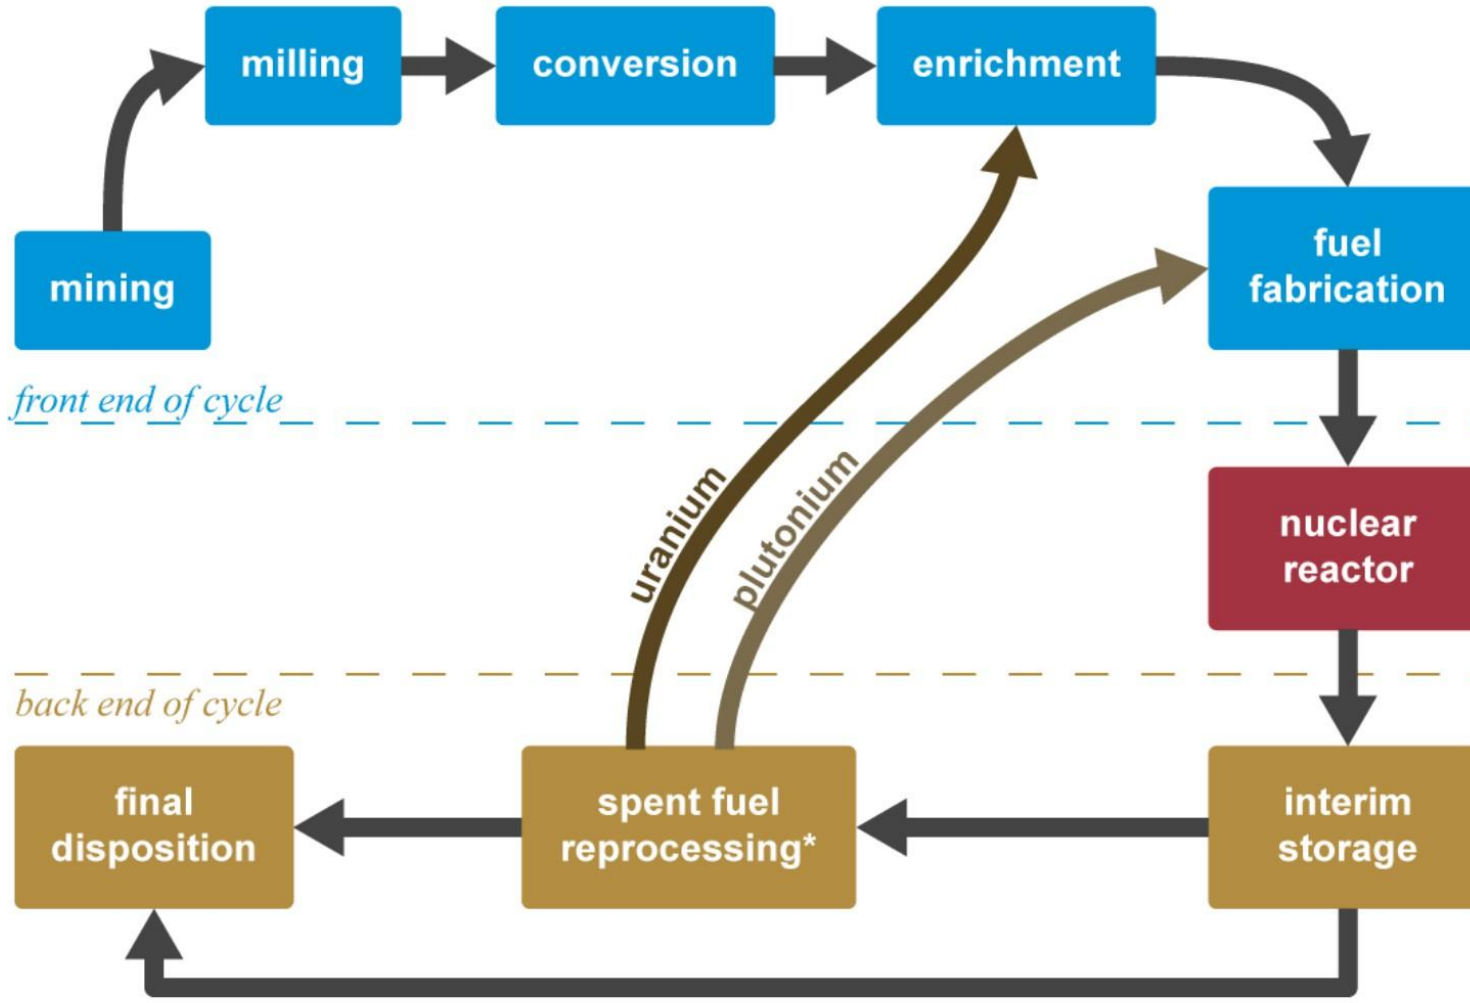 milling
conversion
enrichment
mining
fuel
fabrication
front end of cycle
uranium
plutonium
nuclear
reactor
back end of cycle
final
disposition
spent fuel
reprocessing*
interim
storage